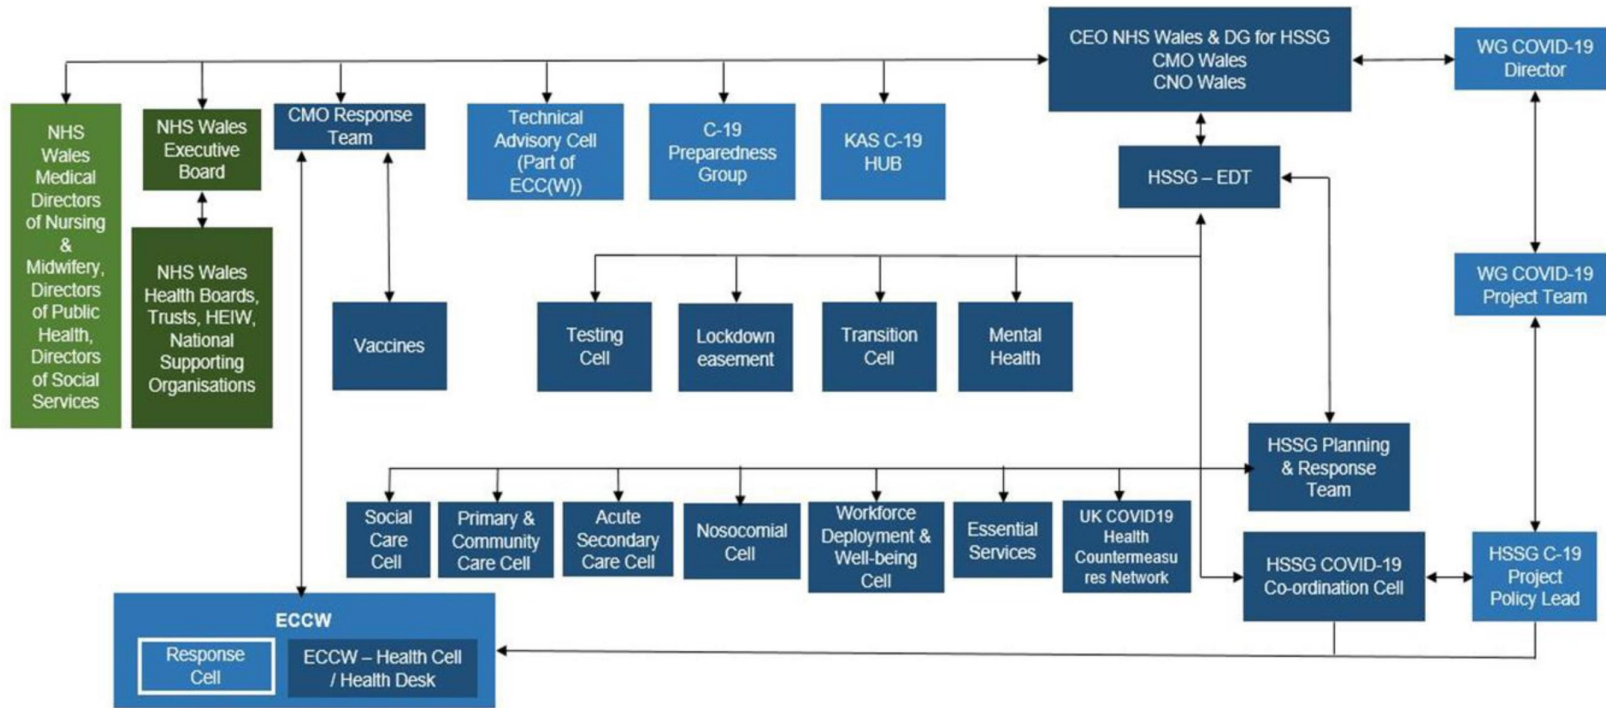 CEO NHS Wales & DG for HSSG
CMO Wales
CNO Wales
WG COVID-19
Director
NHS
Wales
Medical
Directors
of Nursing
&
Midwifery,
Directors
of Public
Health,
Directors
of Social
Services
NHS Wales
Executive
Board
CMO Response
Team
Technical
Advisory Cell
(Part of
ECC(W))
C-19
Preparedness
Group
KAS C-19
HUB
HSSG – EDT
NHS Wales
Health Boards,
Trusts, HEIW,
National
Supporting
Organisations
Vaccines
Testing
Cell
Lockdown
easement
Transition
Cell
Mental
Health
WG COVID-19
Project Team
HSSG Planning
& Response
Team
Social
Care
Cell
Primary &
Community
Care Cell
Acute
Secondary
Care Cell
Nosocomial
Cell
Workforce
Deployment &
Well-being
Cell
Essential
Services
UK COVID19
Health
Countermeasu
res Network
HSSG COVID-19
Co-ordination Cell
HSSG C-19
Project
Policy Lead
ECCW
Response
Cell
ECCW – Health Cell
/ Health Desk